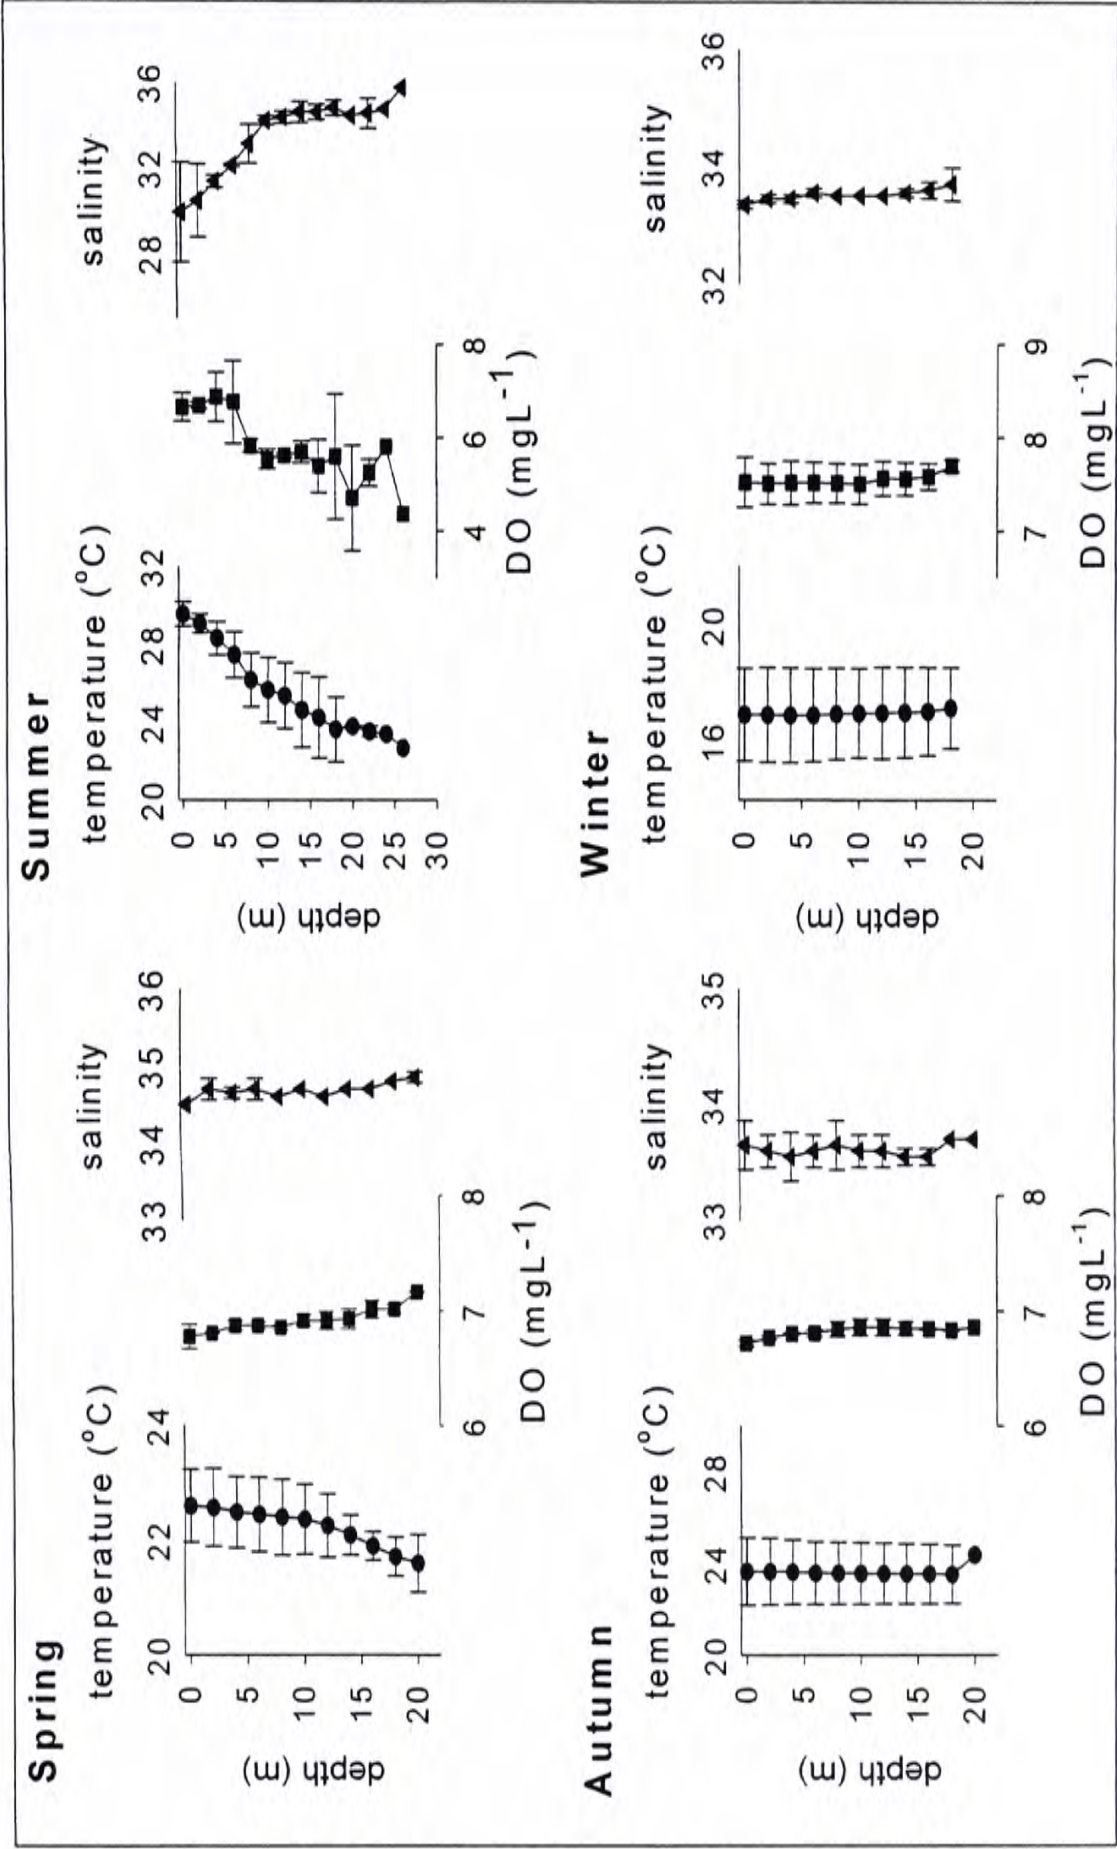 Spring
temperature (°C)
20 22 24
salinity
33 34 35 36
depth (m)
0
5
10
15
20
6 7 8
DO (mgL-1)
Summer
temperature (°C)
20 24 28 32
salinity
28 32 36
depth (m)
0
5
10
15
20
25
30
4 6 8
DO (mgL⁻¹)
Autumn
temperature (°C)
20 24 28
salinity
33 34 35
depth (m)
0
5
10
15
20
6 7 8
DO (mgL⁻¹)
Winter
temperature (°C)
16 20
salinity
32 34 36
depth (m)
0
5
10
15
20
7 8 9
DO (mgL⁻¹)